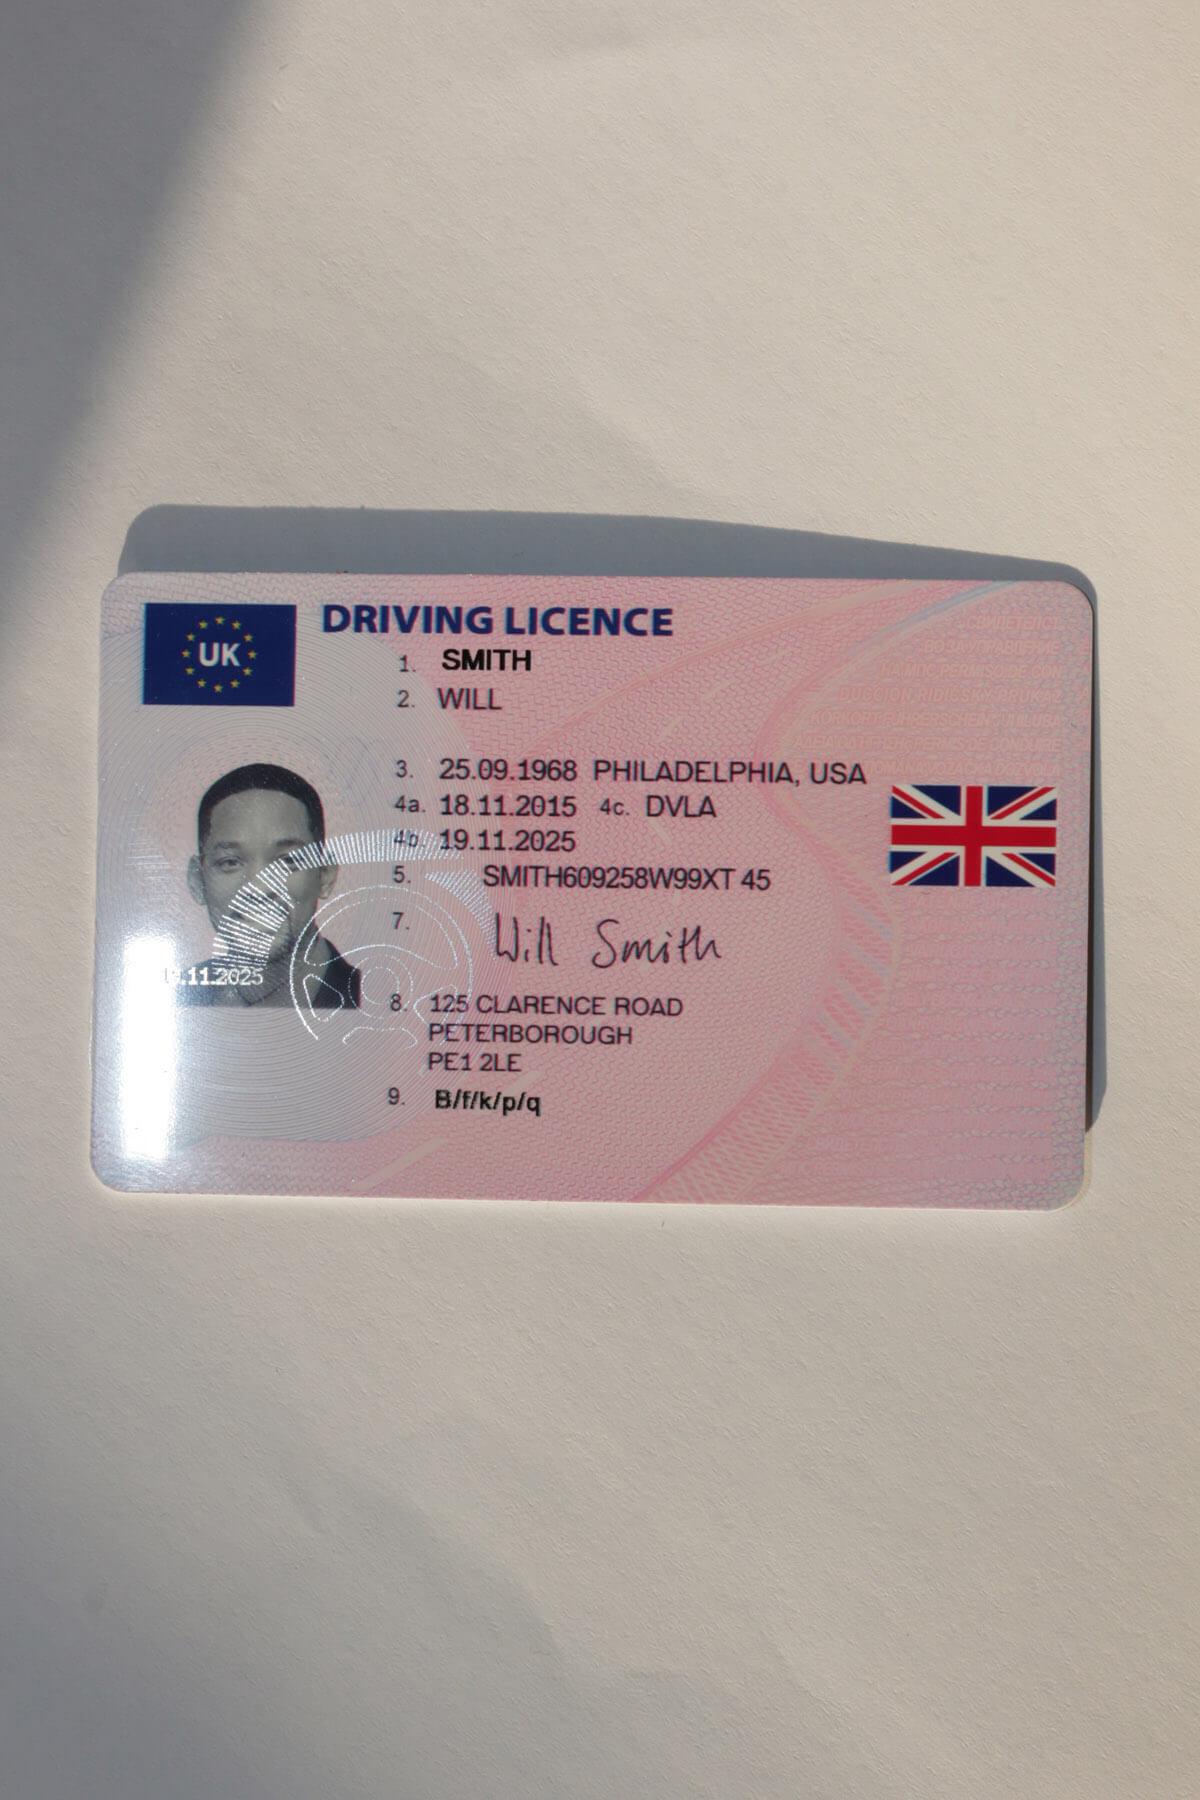 UK
DRIVING LICENCE
1. SMITH
2. WILL
3. 25.09.1968 PHILADELPHIA, USA
4a. 18.11.2015 4c. DVLA
4b. 19.11.2025
5. SMITH609258W99XT 45
7. Will Smith
.11.2025
8. 125 CLARENCE ROAD
PETERBOROUGH
PE1 2LE
9. B/f/k/p/q